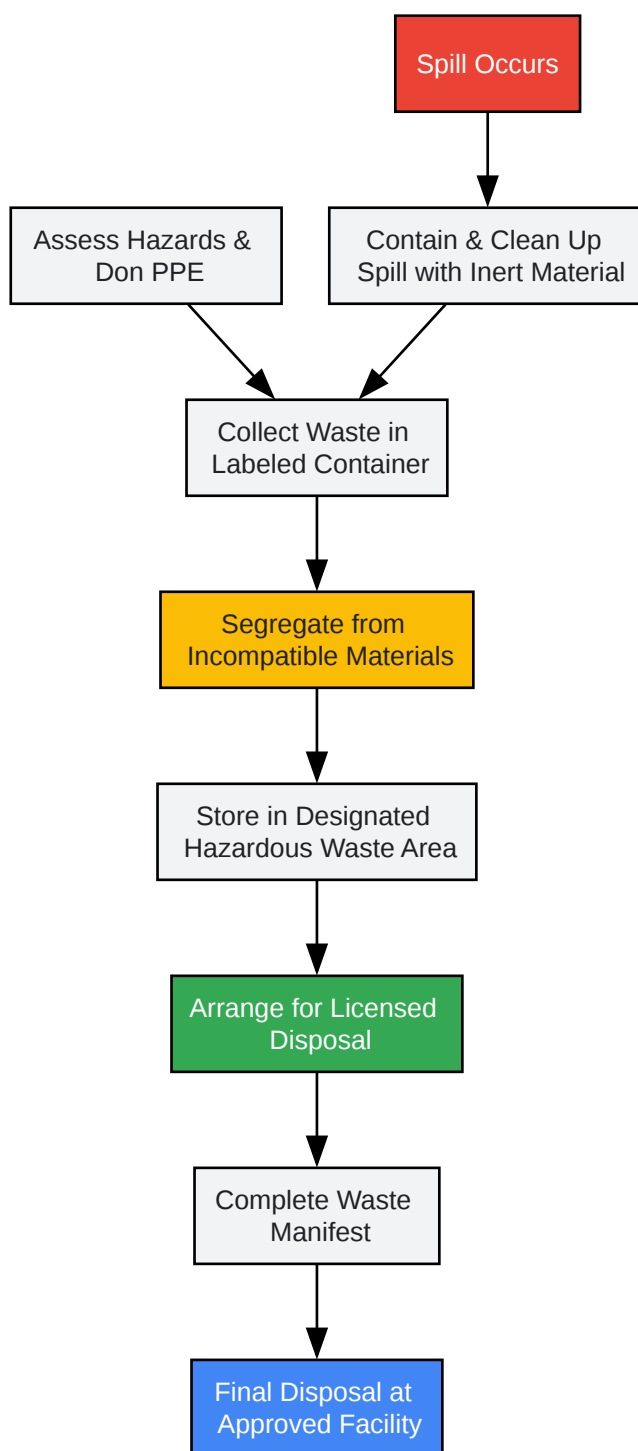 Spill Occurs
Assess Hazards &
Don PPE
Contain & Clean Up
Spill with Inert Material
Collect Waste in
Labeled Container
Segregate from
Incompatible Materials
Store in Designated
Hazardous Waste Area
Arrange for Licensed
Disposal
Complete Waste
Manifest
Final Disposal at
Approved Facility